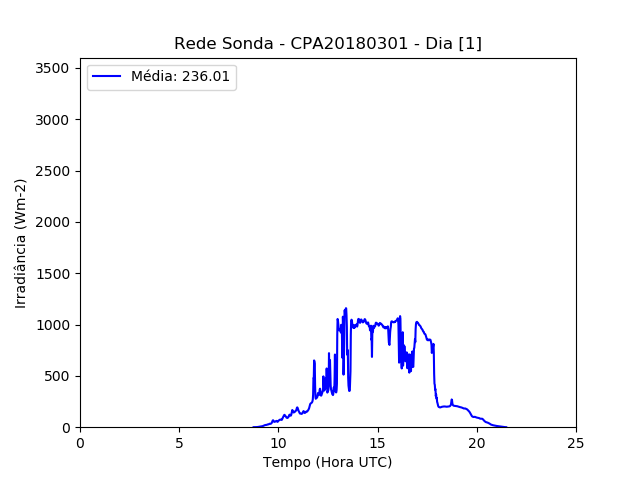 Rede Sonda - CPA20180301 - Dia [1]
Média: 236.01
3500
3000
2500
2000
1500
1000
500
0
Irradiância (Wm-2)
0 5 10 15 20 25
Tempo (Hora UTC)